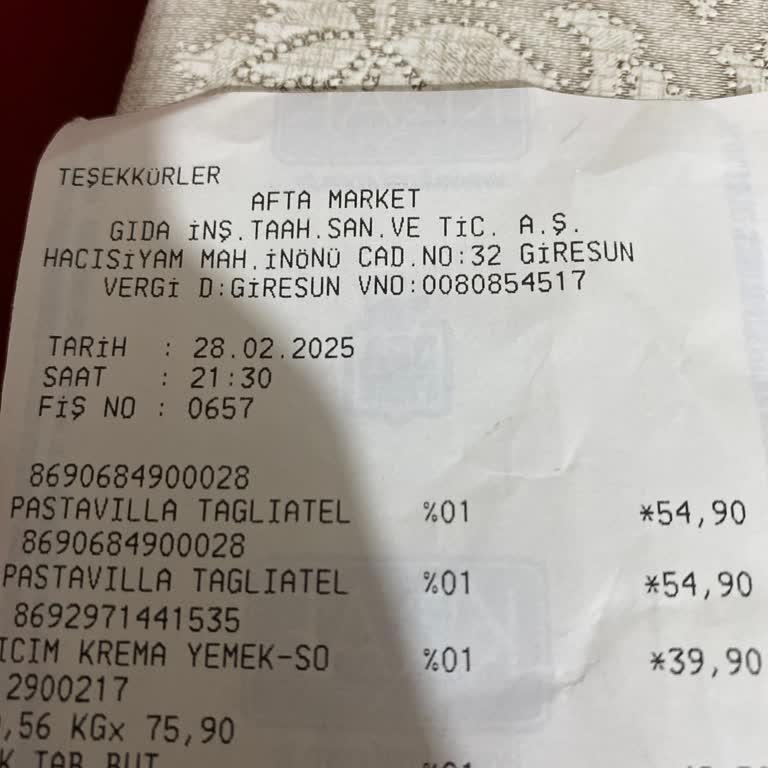 TEŞEKKÜRLER
AFTA MARKET
GIDA İNŞ.TAAH.SAN.VE TİC. A.Ş.
HACISİYAM MAH.İNÖNÜ CAD.NO:32 GİRESUN
VERGİ D:GİRESUN VNO:0080854517
TARİH : 28.02.2025
SAAT : 21:30
FİŞ NO : 0657
8690684900028
PASTAVILLA TAGLIATEL %01 *54,90
8690684900028
PASTAVILLA TAGLIATEL %01 *54,90
8692971441535
ICIM KREMA YEMEK-SO %01 *39,90
2900217
,56 KGx 75,90
K TAB BUT %01